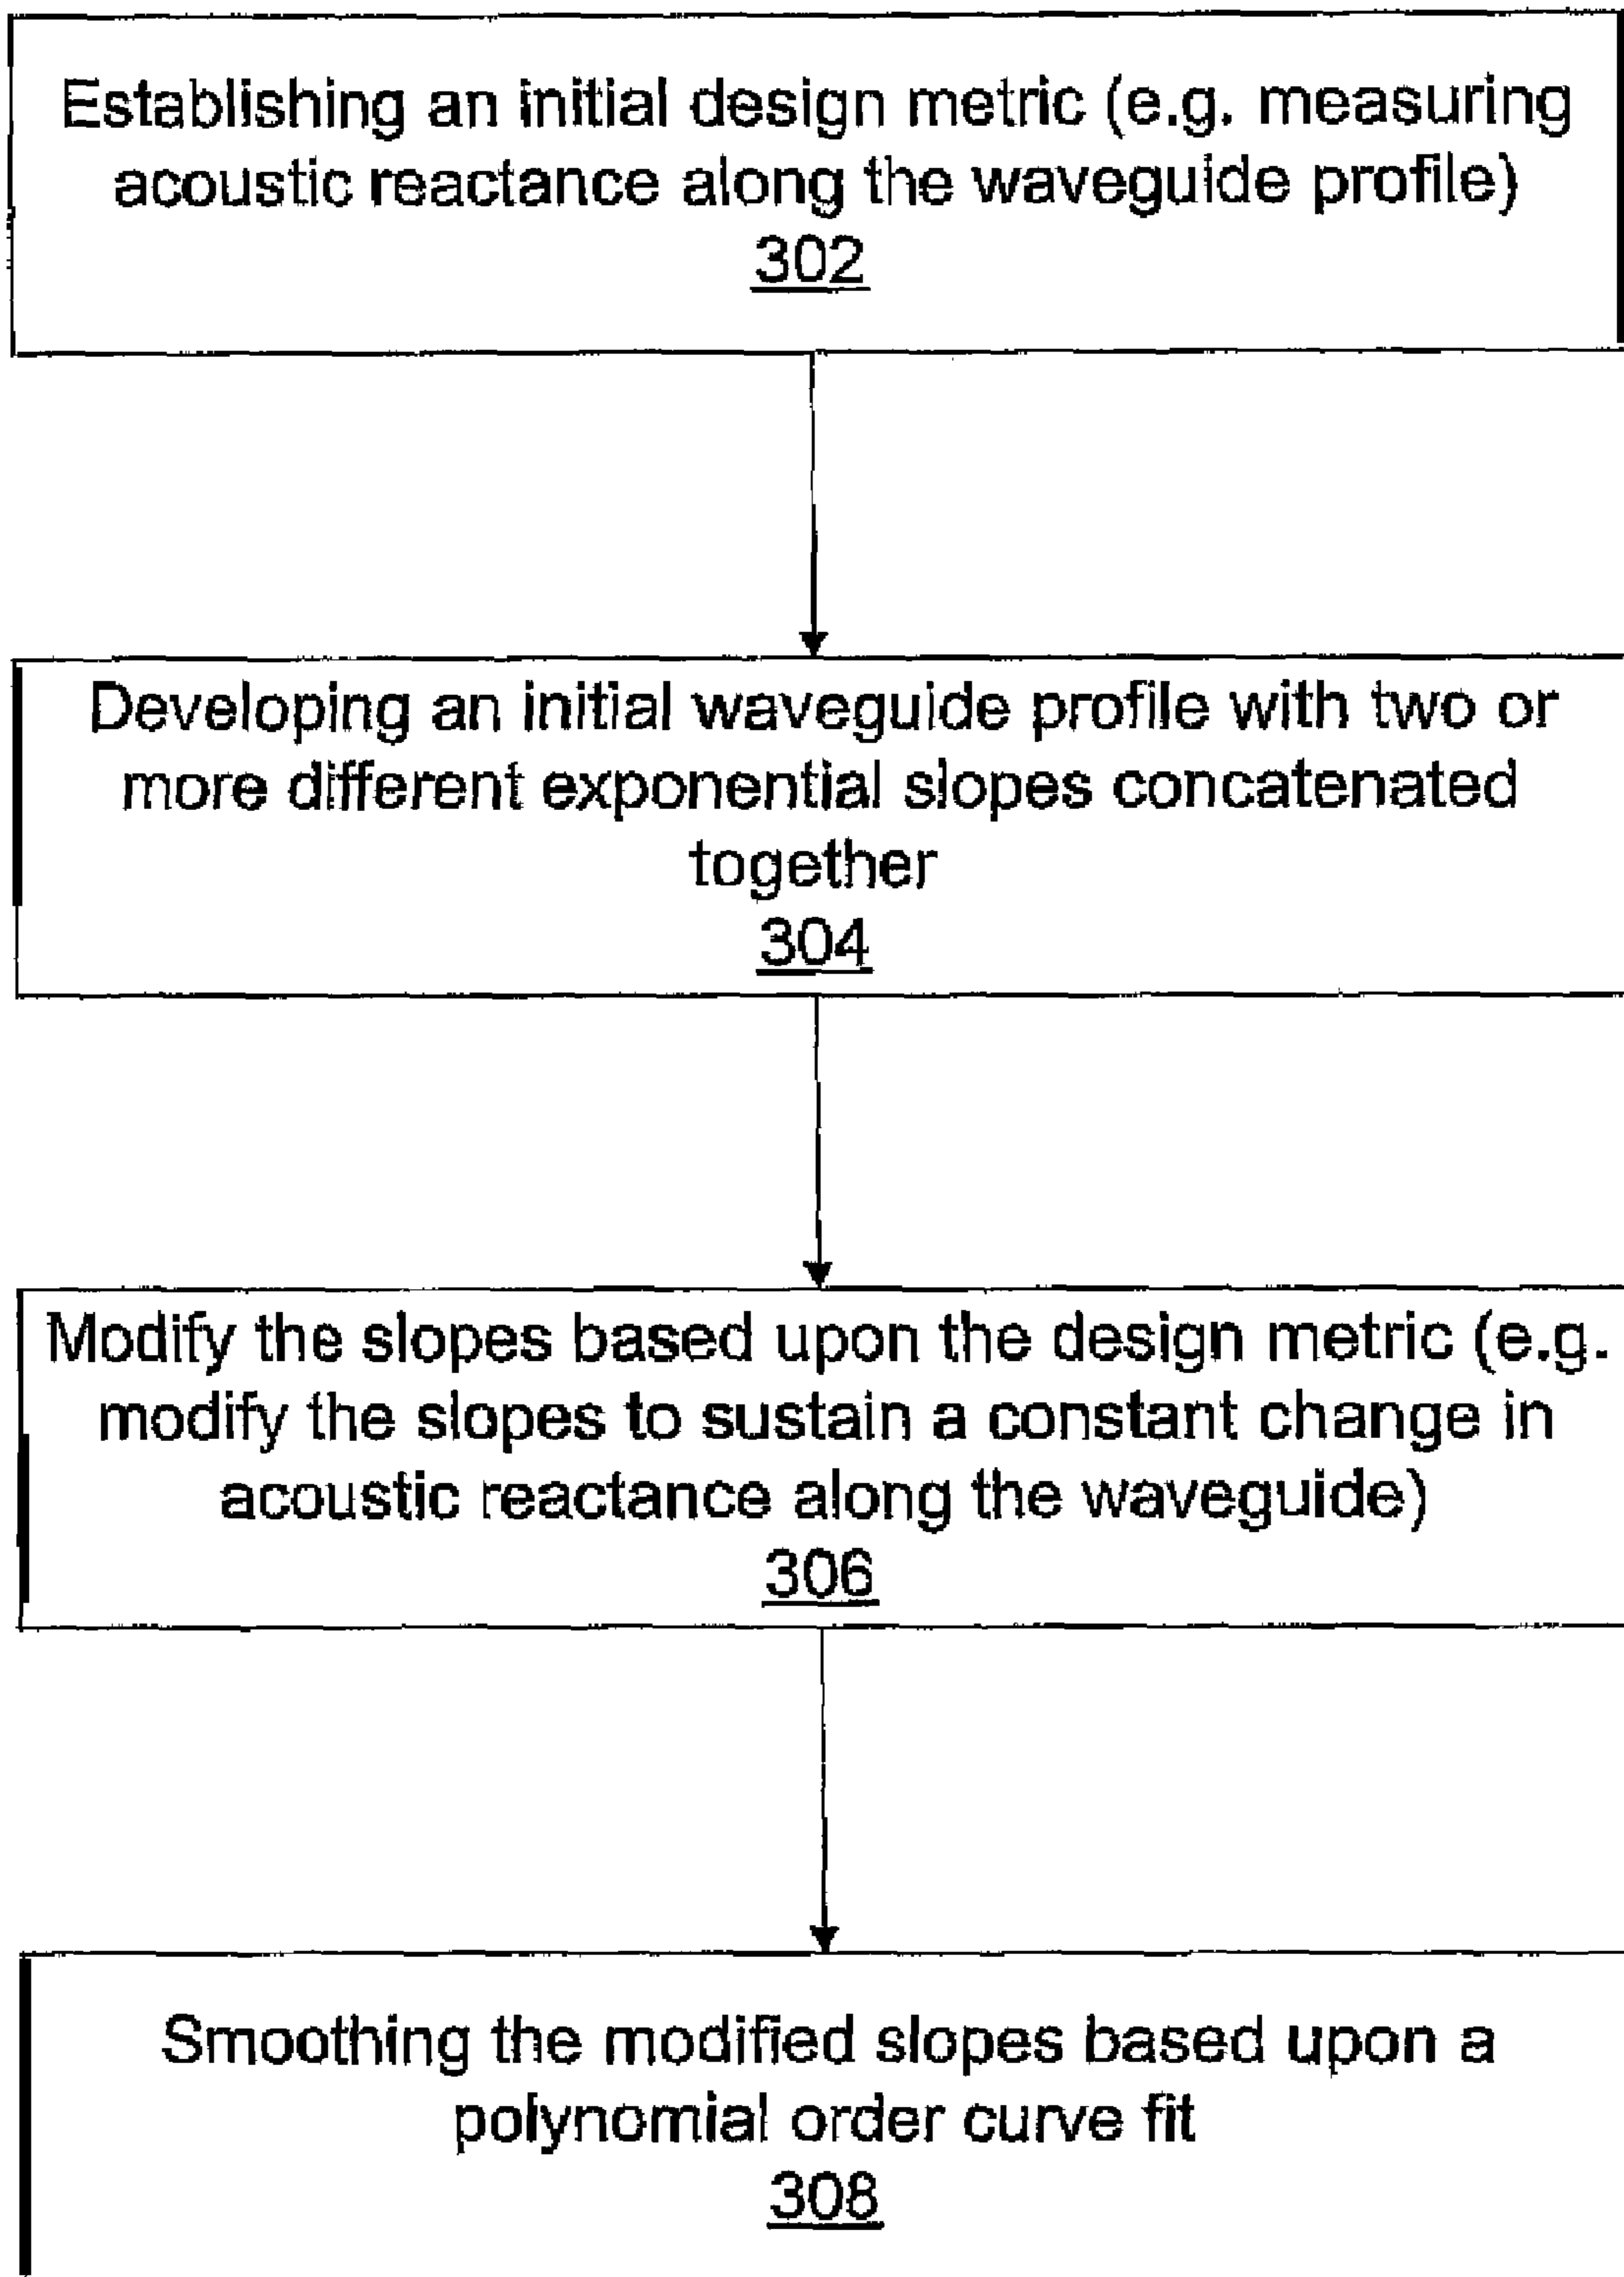 Establishing an initial design metric (e.g. measuring
acoustic reactance along the waveguide profile)
302
Developing an initial waveguide profile with two or
more different exponential slopes concatenated
together
304
Modify the slopes based upon the design metric (e.g.
modify the slopes to sustain a constant change in
acoustic reactance along the waveguide)
306
Smoothing the modified slopes based upon a
polynomial order curve fit
308